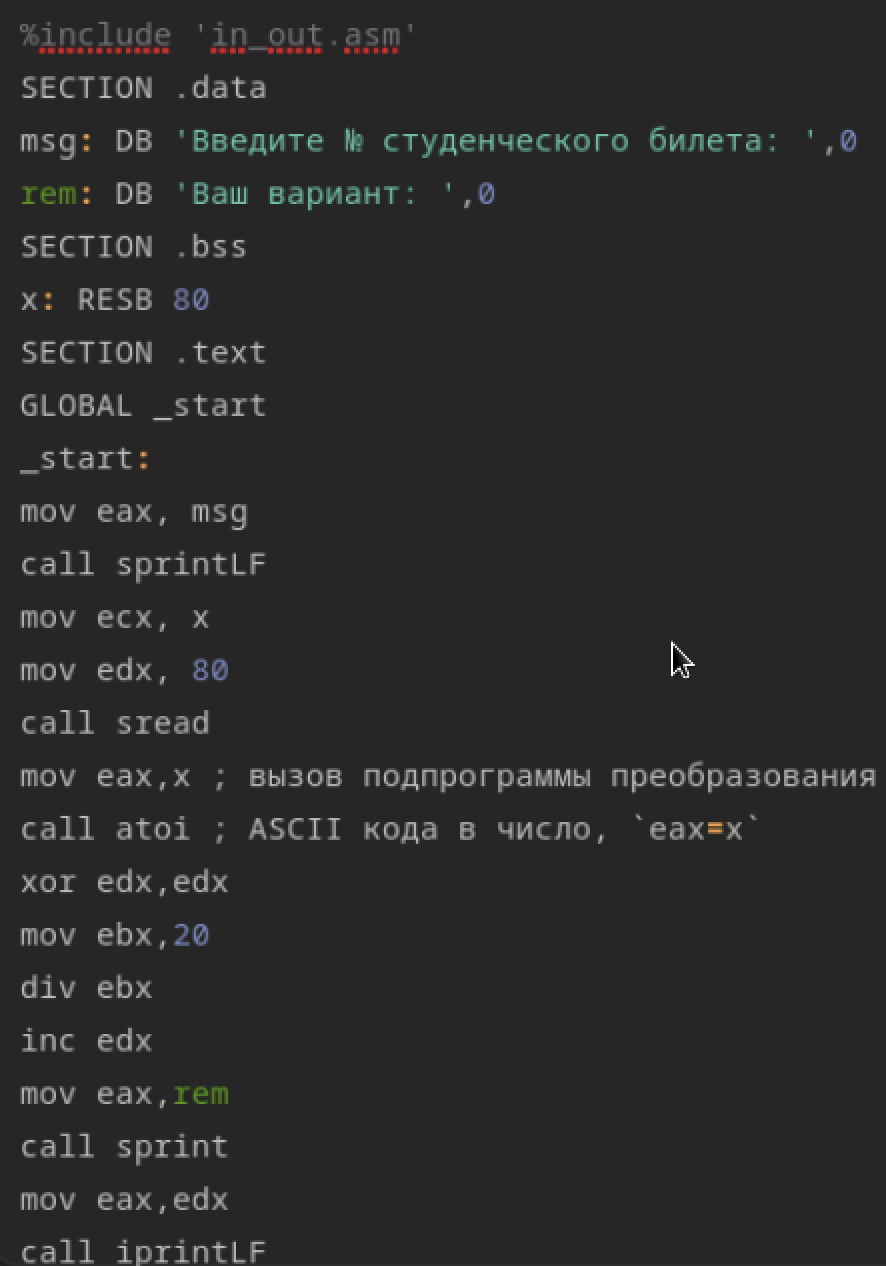 %include 'in_out.asm'
SECTION .data
msg: DB 'Введите № студенческого билета: ',0
rem: DB 'Ваш вариант: ',0
SECTION .bss
x: RESB 80
SECTION .text
GLOBAL _start
_start:
mov eax, msg
call sprintLF
mov ecx, x
mov edx, 80
call sread
mov eax,x ; вызов подпрограммы преобразования
call atoi ; ASCII кода в число, `eax=x`
xor edx,edx
mov ebx,20
div ebx
inc edx
mov eax,rem
call sprint
mov eax,edx
call iprintLF